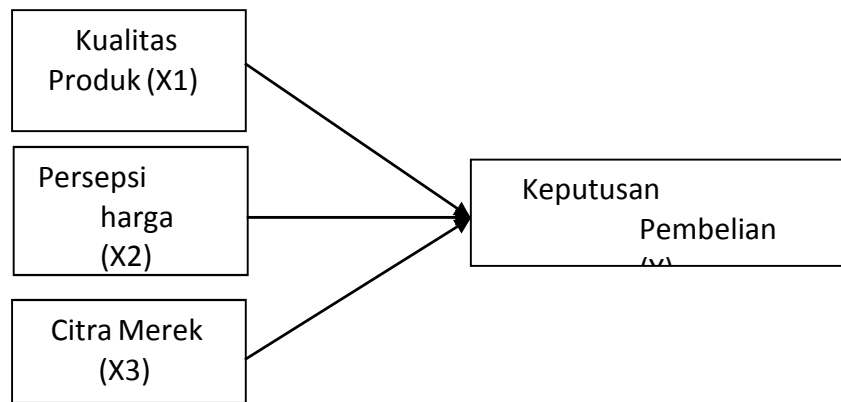 Kualitas
Produk (X1)
Persepsi
harga
(X2)
Citra Merek
(X3)
Keputusan
Pembelian
(Y)